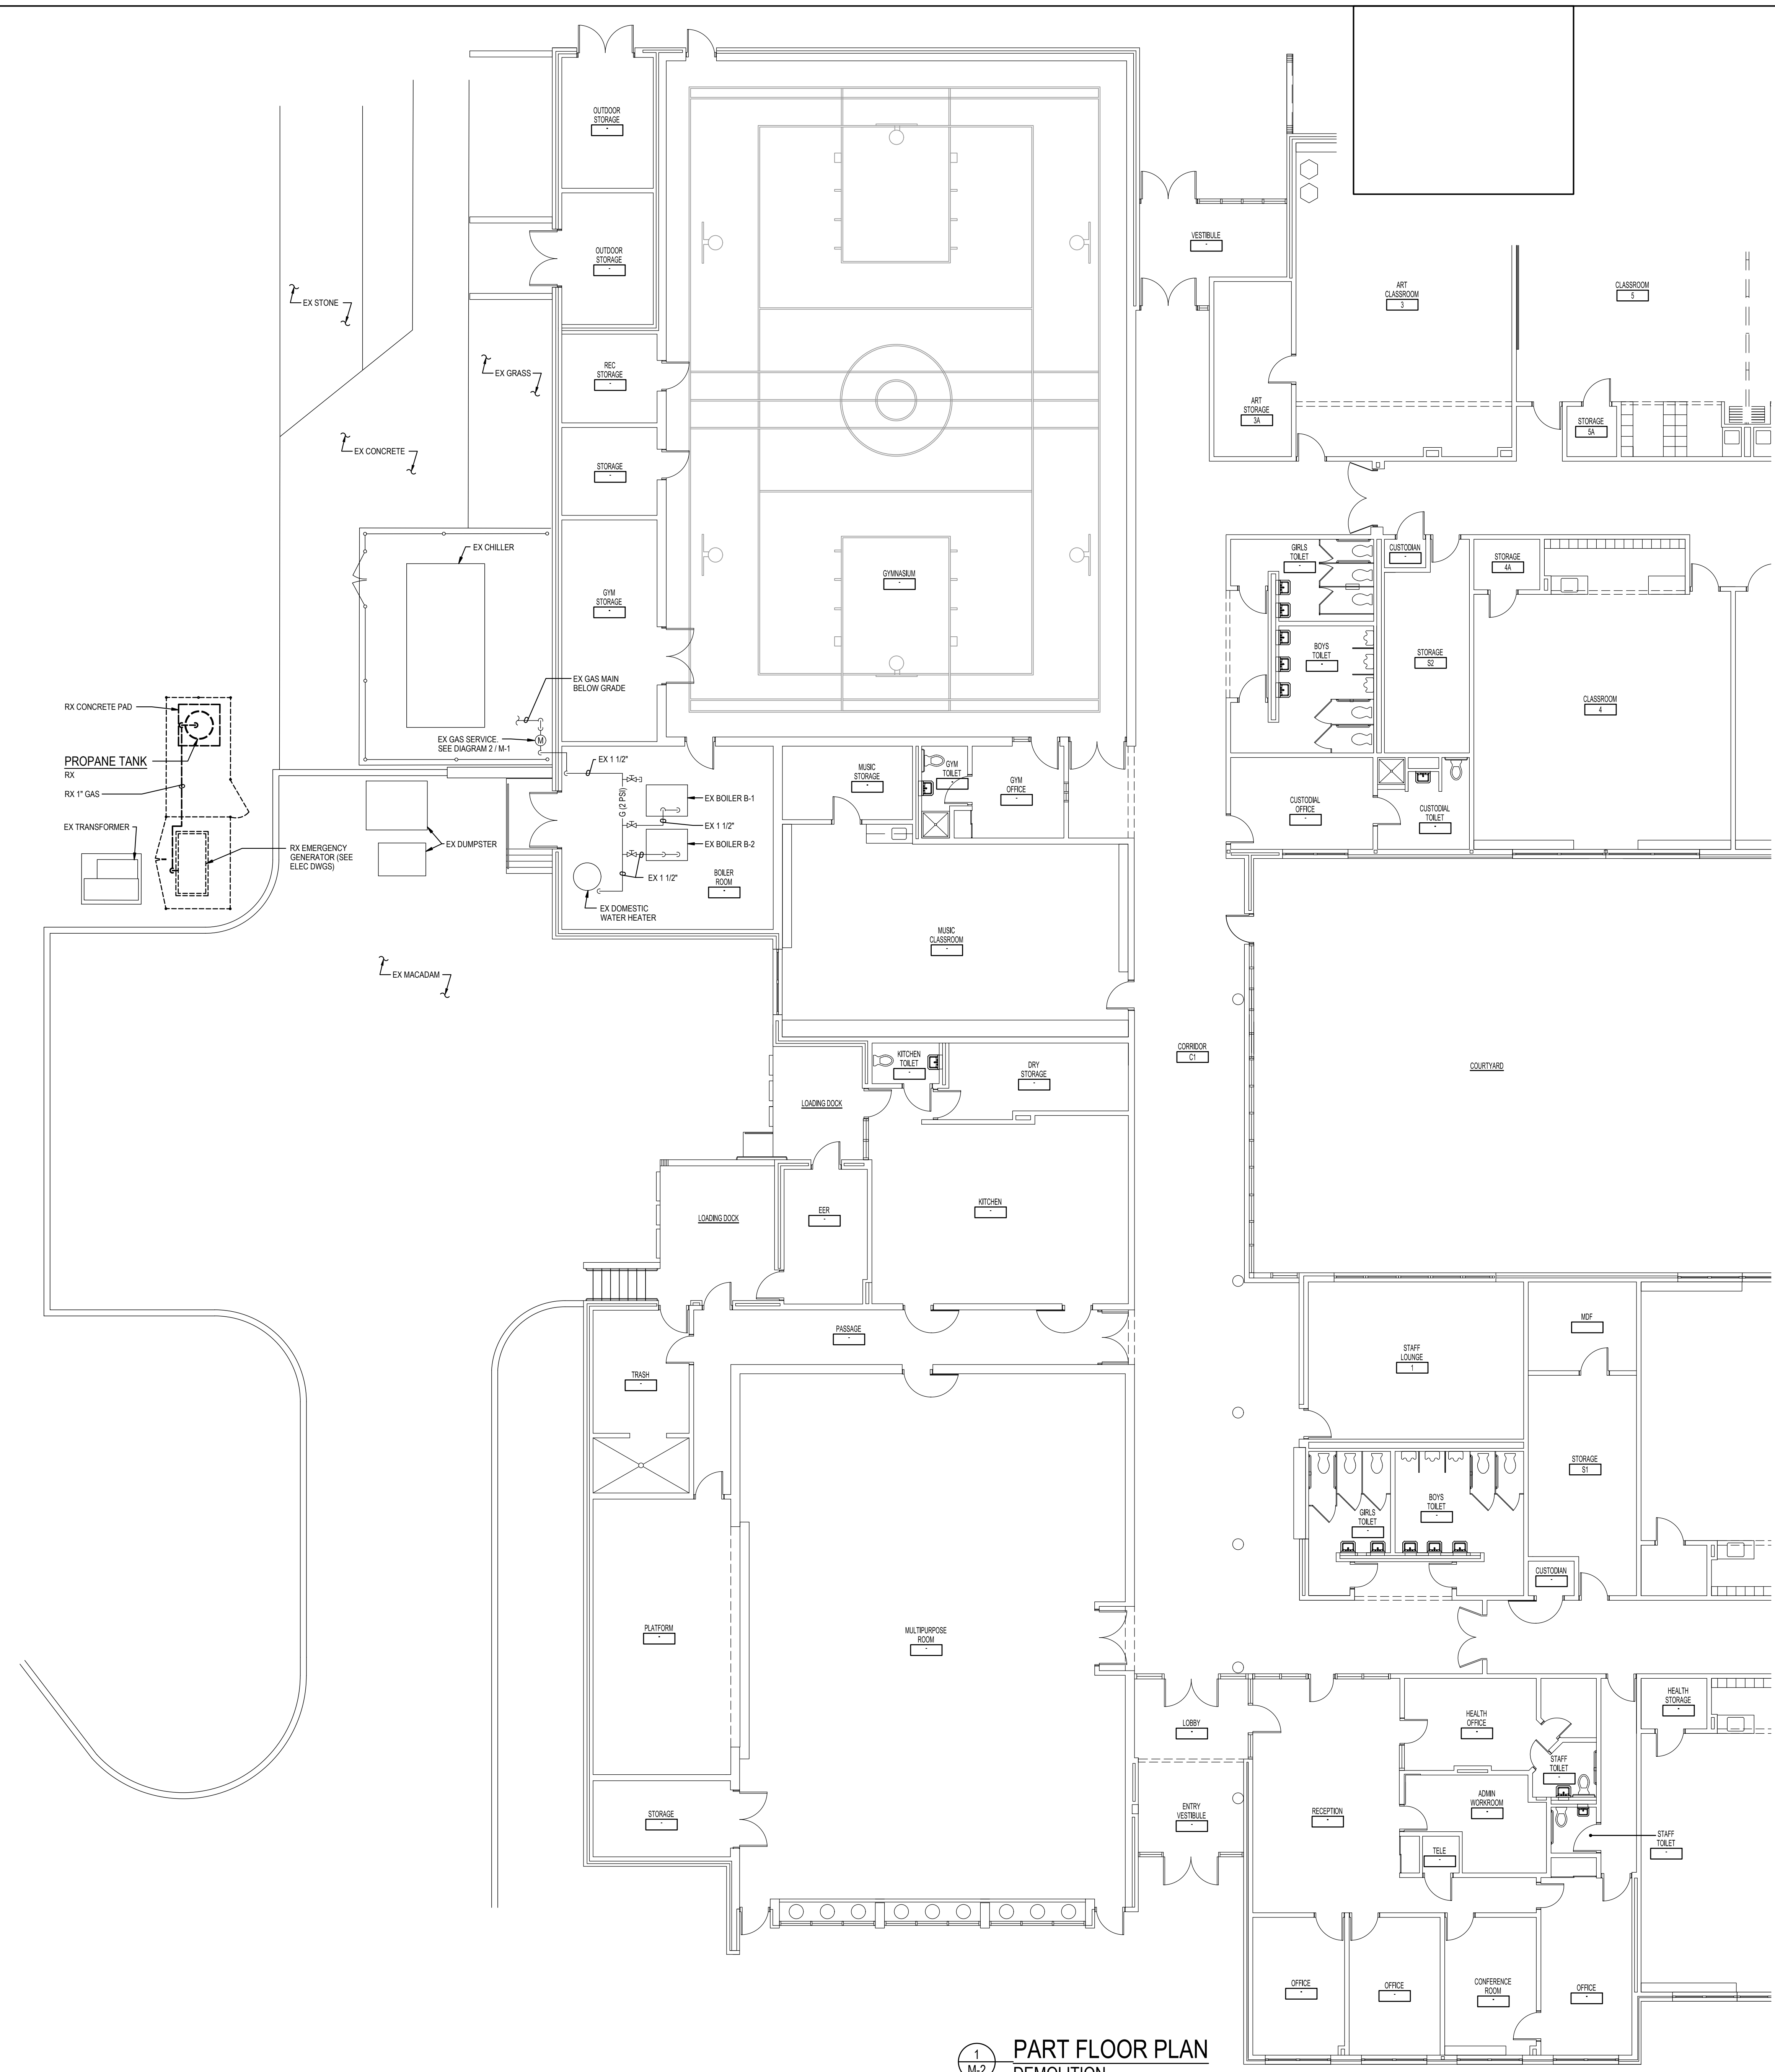 OUTDOOR
STORAGE
-
OUTDOOR
STORAGE
-
VESTIBULE
-
ART
CLASSROOM
3
CLASSROOM
5
EX STONE
EX GRASS
REC
STORAGE
-
ART
STORAGE
3A
STORAGE
5A
EX CONCRETE
STORAGE
-
EX CHILLER
GYM
STORAGE
-
GYMNASIUM
-
GIRLS
TOILET
-
CUSTODIAN
-
STORAGE
4A
BOYS
TOILET
-
STORAGE
S2
CLASSROOM
4
EX GAS MAIN
BELOW GRADE
RX CONCRETE PAD
M
EX GAS SERVICE.
SEE DIAGRAM 2 / M-1
PROPANE TANK
RX
RX 1" GAS
EX 1 1/2"
G (2 PSI)
EX BOILER B-1
EX 1 1/2"
EX BOILER B-2
EX 1 1/2"
MUSIC
STORAGE
-
GYM
TOILET
-
GYM
OFFICE
-
CUSTODIAL
OFFICE
-
CUSTODIAL
TOILET
-
EX TRANSFORMER
RX EMERGENCY
GENERATOR (SEE
ELEC DWGS)
EX DUMPSTER
BOILER
ROOM
-
EX DOMESTIC
WATER HEATER
MUSIC
CLASSROOM
-
EX MACADAM
KITCHEN
TOILET
-
DRY
STORAGE
-
CORRIDOR
C1
COURTYARD
LOADING DOCK
LOADING DOCK
EER
-
KITCHEN
-
PASSAGE
-
MDF
-
STAFF
LOUNGE
1
TRASH
-
STORAGE
S1
BOYS
TOILET
-
GIRLS
TOILET
-
CUSTODIAN
-
PLATFORM
-
MULTIPURPOSE
ROOM
-
HEALTH
STORAGE
-
LOBBY
-
HEALTH
OFFICE
-
STAFF
TOILET
-
STORAGE
-
ENTRY
VESTIBULE
-
RECEPTION
-
ADMIN
WORKROOM
-
TELE
-
STAFF
TOILET
-
OFFICE
-
OFFICE
-
CONFERENCE
ROOM
-
OFFICE
-
1
M-2
PART FLOOR PLAN
DEMOLITION